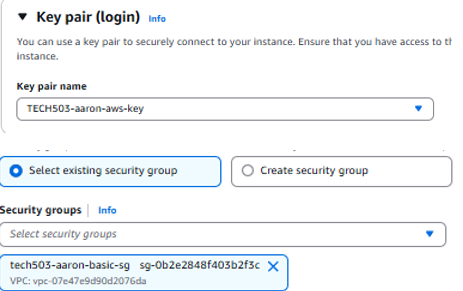 Key pair (login) Info
You can use a key pair to securely connect to your instance. Ensure that you have access to
instance.
Key pair name
TECH503-aaron-aws-key
Select existing security group Create security group
Security groups Info
Select security groups
tech503-aaron-basic-sg sg-0b2e2848f403b2f3c
VPC: vpc-07e47e9d90d2076da